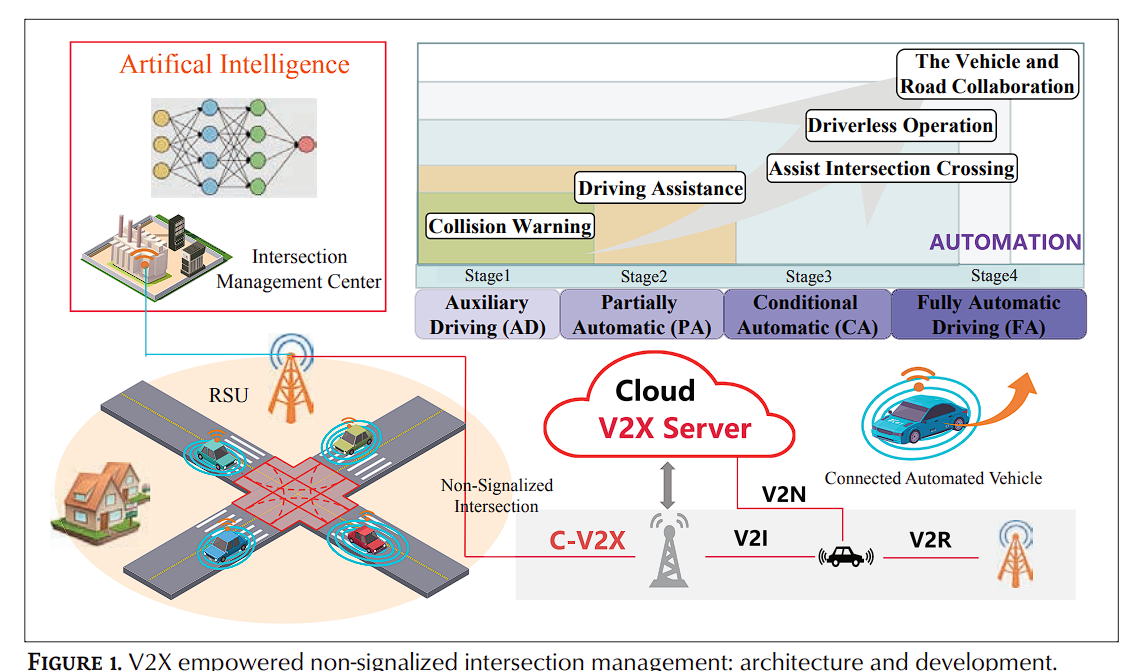 Artifical Intelligence
Intersection
Management Center
The Vehicle and
Road Collaboration
Driverless Operation
Assist Intersection Crossing
Driving Assistance
Collision Warning
AUTOMATION
Stage1
Stage2
Stage3
Stage4
Auxiliary
Driving (AD)
Partially
Automatic (PA)
Conditional
Automatic (CA)
Fully Automatic
Driving (FA)
RSU
Non-Signalized
Intersection
Cloud
V2X Server
Connected Automated Vehicle
V2N
C-V2X
V2I
V2R
FIGURE 1. V2X empowered non-signalized intersection management: architecture and development.